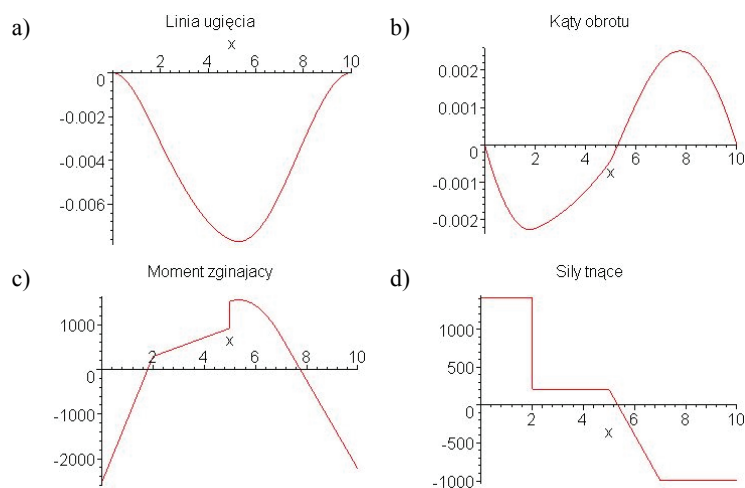 a)
Linia ugięcia
x
2 4 6 8 10
0
-0.002
-0.004
-0.006
b)
Kąty obrotu
0.002
0.001
0
2 4 6 8 10
x
-0.001
-0.002
c)
Moment zginajacy
1000
x
2 4 6 8 10
0
-1000
-2000
d)
Sily tnące
1000
500
0
2 4 6 8 10
x
-500
-1000